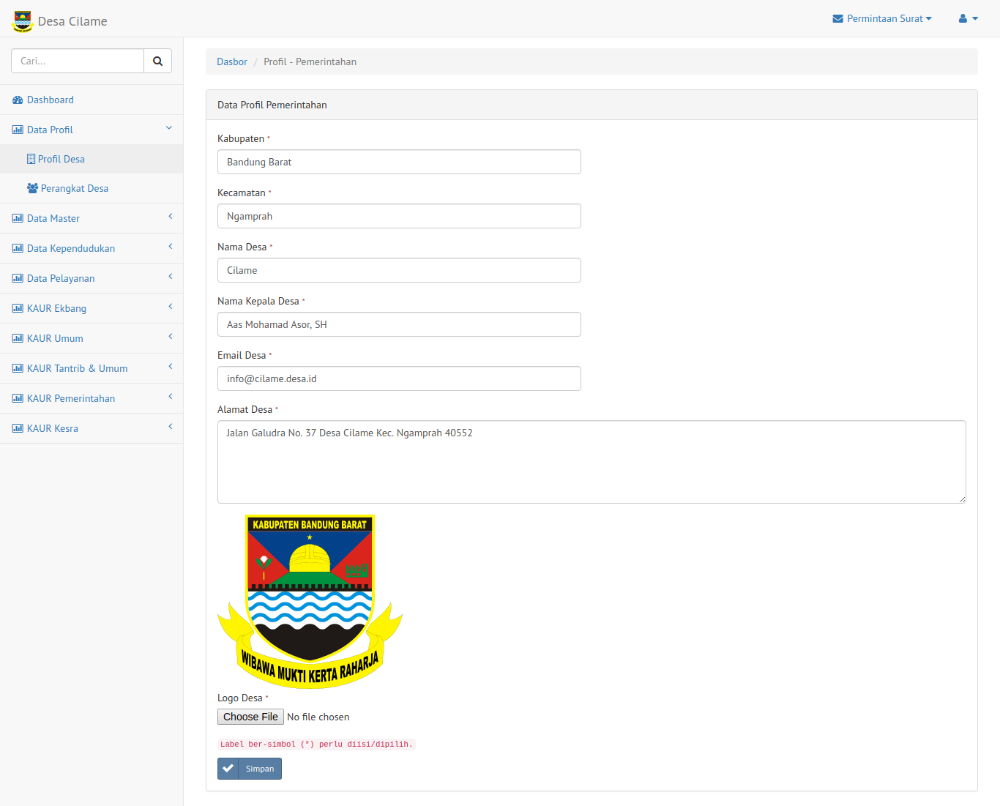 Desa Cilame
Permintaan Surat
Cari...
Dashboard
Data Profil
Profil Desa
Perangkat Desa
Data Master
Data Kependudukan
Data Pelayanan
KAUR Ekbang
KAUR Umum
KAUR Tantrib & Umum
KAUR Pemerintahan
KAUR Kesra
Dasbor / Profil - Pemerintahan
Data Profil Pemerintahan
Kabupaten *
Bandung Barat
Kecamatan *
Ngamprah
Nama Desa *
Cilame
Nama Kepala Desa *
Aas Mohamad Asor, SH
Email Desa *
info@cilame.desa.id
Alamat Desa *
Jalan Galudra No. 37 Desa Cilame Kec. Ngamprah 40552
KABUPATEN BANDUNG BARAT
WIBAWA MUKTI KERTA RAHARJA
Logo Desa *
Choose File No file chosen
Label ber-simbol (*) perlu diisi/dipilih.
Simpan